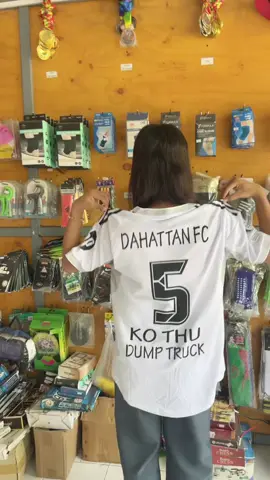 DAHATTAN FC
5
KO THU
DUMP TRUCK